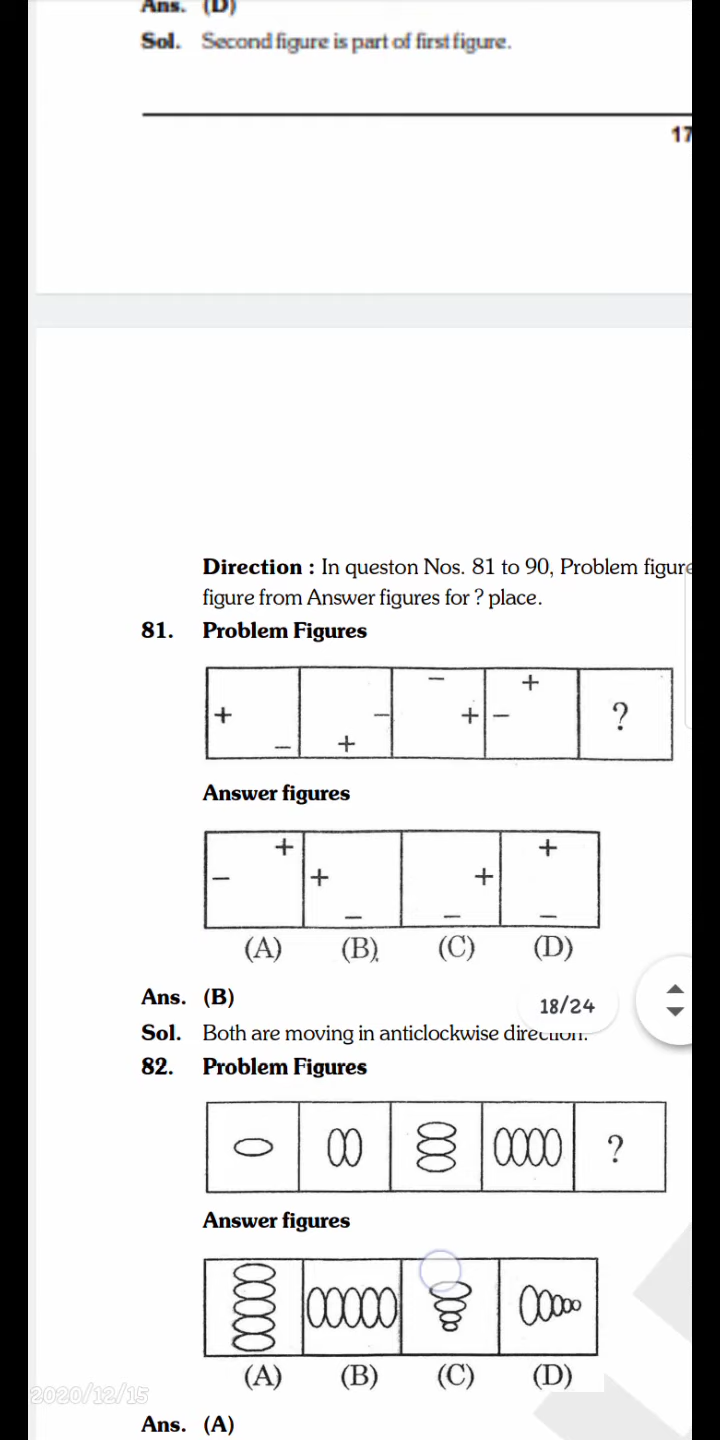 Ans. (D)
Sol. Second figure is part of first figure.
17
Direction : In queston Nos. 81 to 90, Problem figure
figure from Answer figures for ? place.
81. Problem Figures
+ − + − − + + − ?
Answer figures
− + + − + − + −
(A) (B) (C) (D)
Ans. (B)
18/24
Sol. Both are moving in anticlockwise direction.
82. Problem Figures
?
Answer figures
(A) (B) (C) (D)
2020/12/15
Ans. (A)